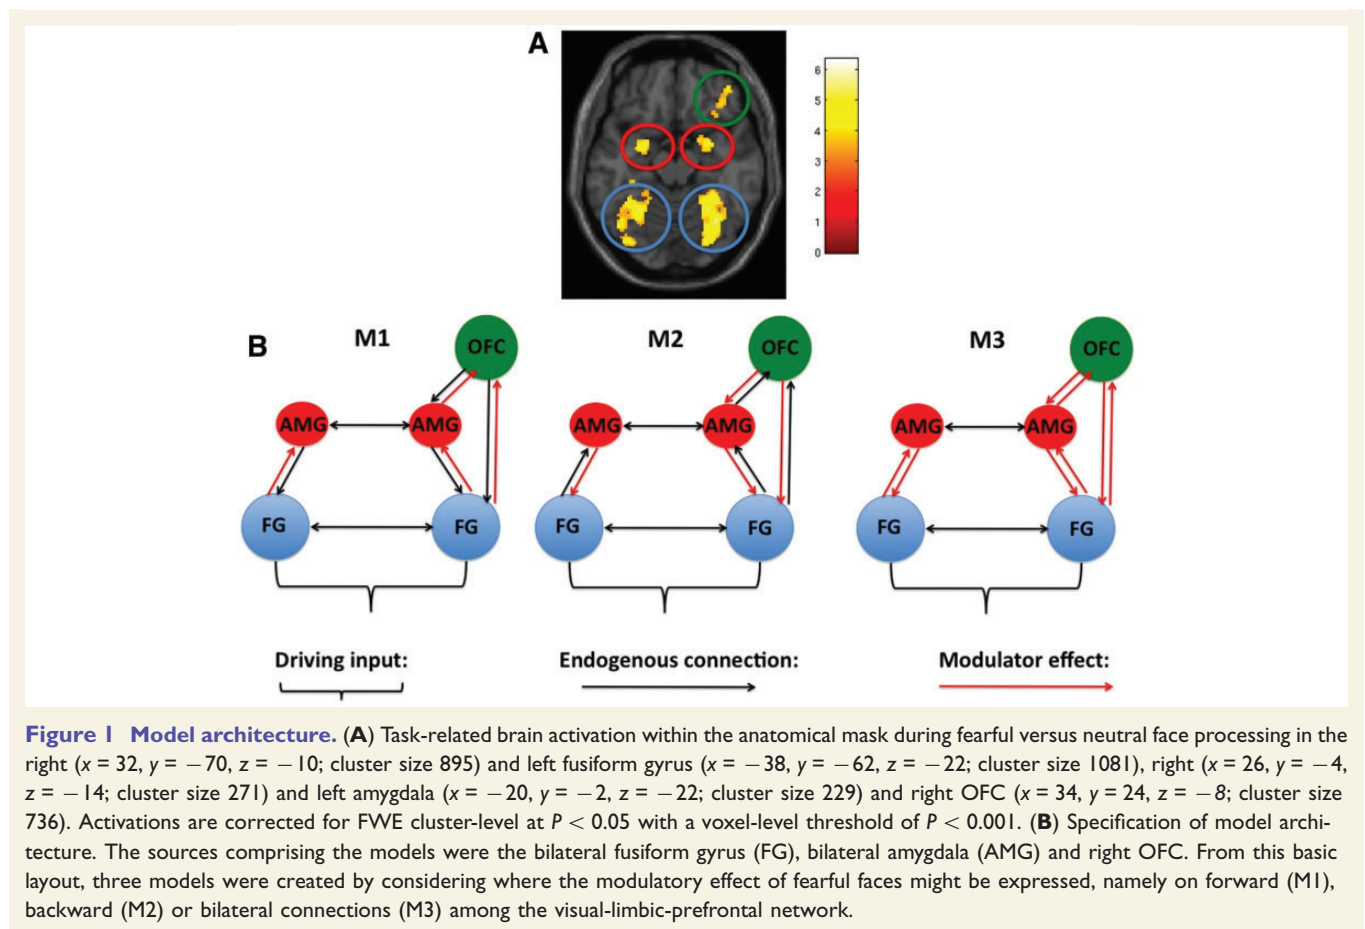 A
6
5
4
3
2
1
0
B
M1
M2
M3
OFC
OFC
OFC
AMG
AMG
AMG
AMG
AMG
AMG
FG
FG
FG
FG
FG
FG
Driving input:
Endogenous connection:
Modulator effect:
Figure 1 Model architecture. (A) Task-related brain activation within the anatomical mask during fearful versus neutral face processing in the
right (x = 32, y = −70, z = −10; cluster size 895) and left fusiform gyrus (x = −38, y = −62, z = −22; cluster size 1081), right (x = 26, y = −4,
z = −14; cluster size 271) and left amygdala (x = −20, y = −2, z = −22; cluster size 229) and right OFC (x = 34, y = 24, z = −8; cluster size
736). Activations are corrected for FWE cluster-level at P < 0.05 with a voxel-level threshold of P < 0.001. (B) Specification of model archi-
tecture. The sources comprising the models were the bilateral fusiform gyrus (FG), bilateral amygdala (AMG) and right OFC. From this basic
layout, three models were created by considering where the modulatory effect of fearful faces might be expressed, namely on forward (M1),
backward (M2) or bilateral connections (M3) among the visual-limbic-prefrontal network.